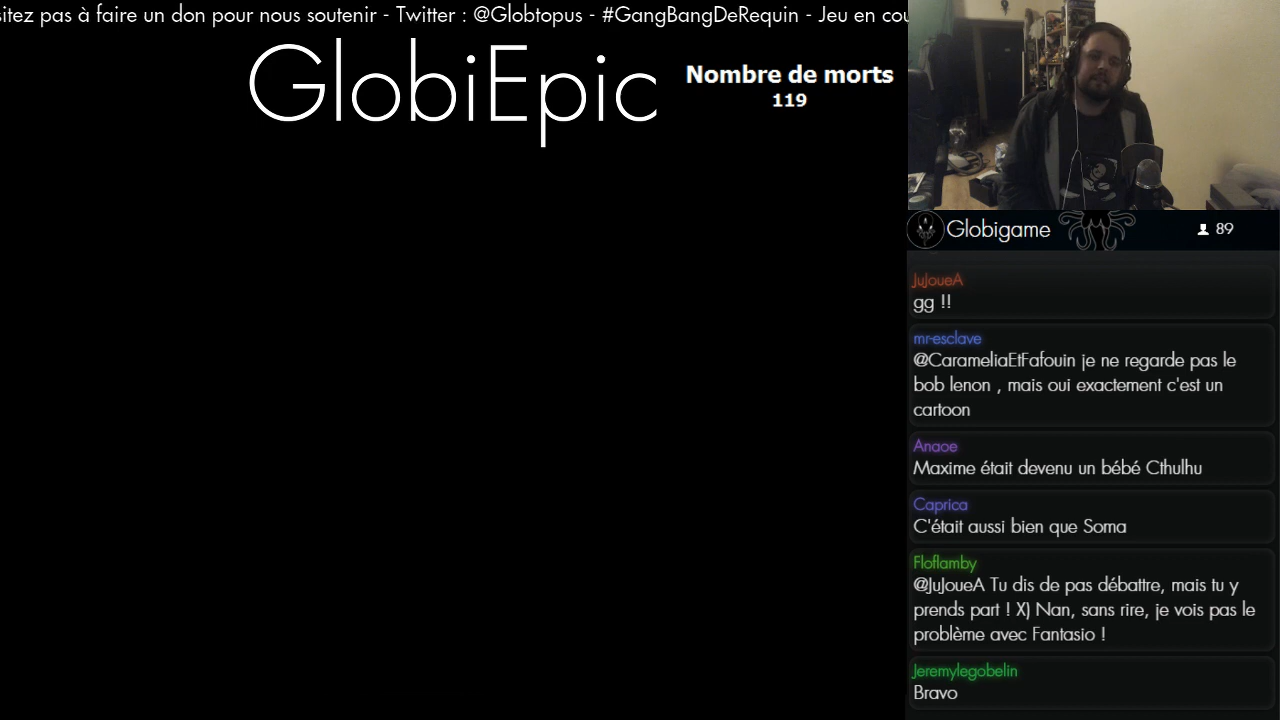 sitez pas à faire un don pour nous soutenir - Twitter : @Globtopus - #GangBangDeRequin - Jeu en cou
GlobiEpic
Nombre de morts
119
Globigame
89
JuJoueA
gg !!
mr-esclave
@CarameliaEtFafouin je ne regarde pas le
bob lenon , mais oui exactement c'est un
cartoon
Anaoe
Maxime était devenu un bébé Cthulhu
Caprica
C'était aussi bien que Soma
Floflamby
@JuJoueA Tu dis de pas débattre, mais tu y
prends part ! X) Nan, sans rire, je vois pas le
problème avec Fantasio !
Jeremylegobelin
Bravo